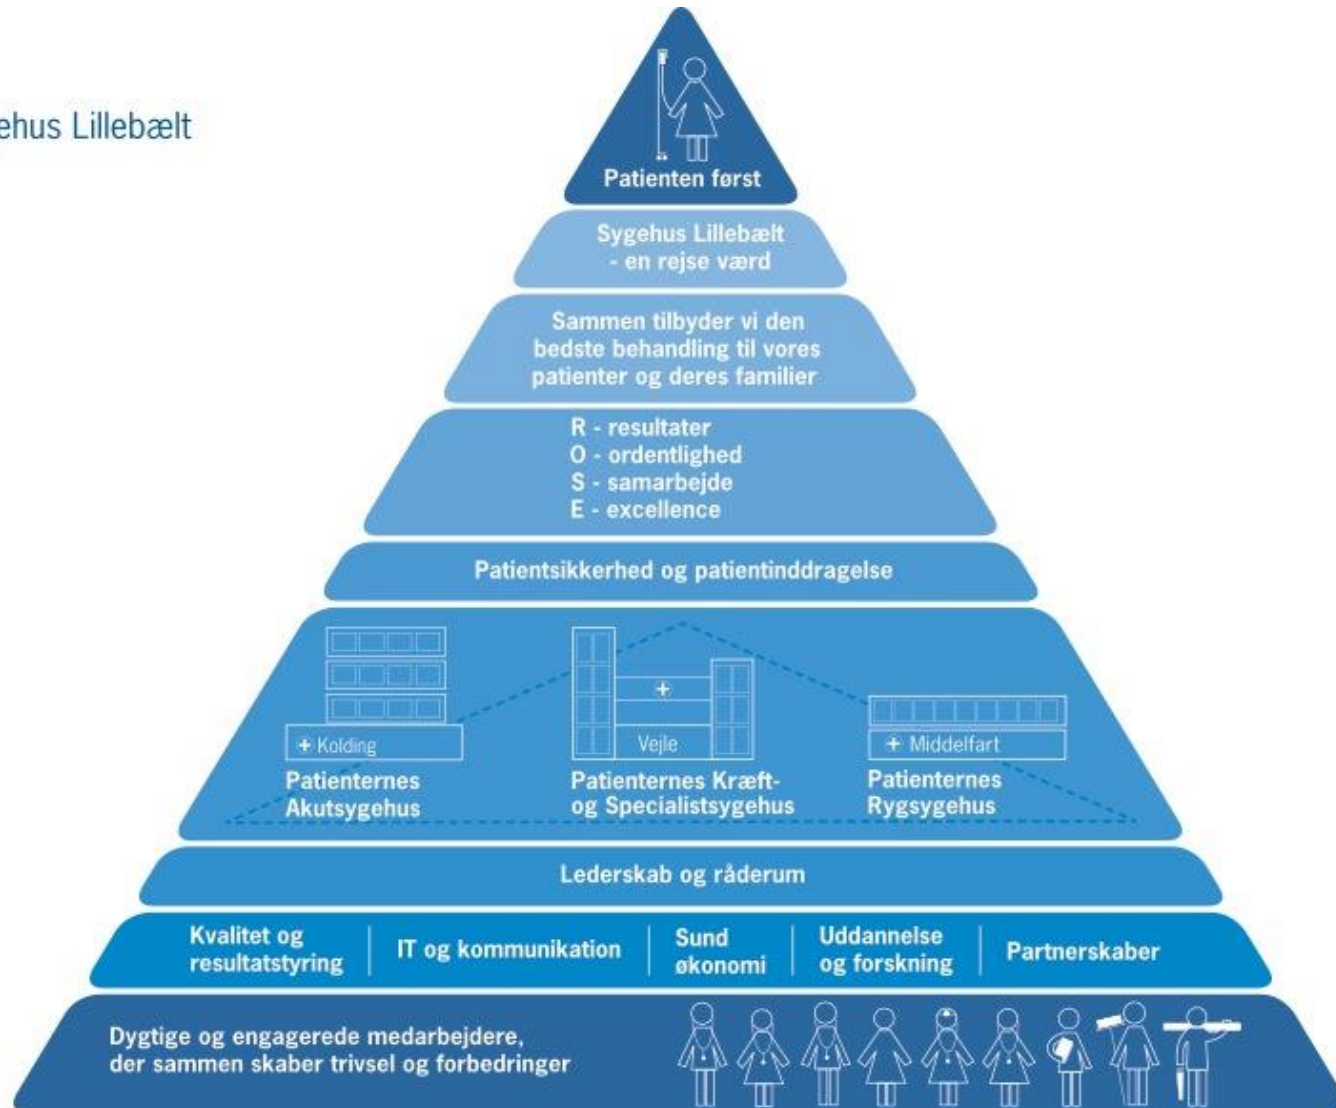 ehus Lillebælt
Patienten først
Sygehus Lillebælt
- en rejse værd
Sammen tilbyder vi den
bedste behandling til vores
patienter og deres familier
R - resultater
O - ordentlighed
S - samarbejde
E - excellence
Patientsikkerhed og patientinddragelse
+ Kolding
Patienternes
Akutsygehus
+
Vejle
Patienternes Kræft-
og Specialistsygehus
+ Middelfart
Patienternes
Rygsygehus
Lederskab og råderum
Kvalitet og
resultatstyring
IT og kommunikation
Sund
økonomi
Uddannelse
og forskning
Partnerskaber
Dygtige og engagerede medarbejdere,
der sammen skaber trivsel og forbedringer